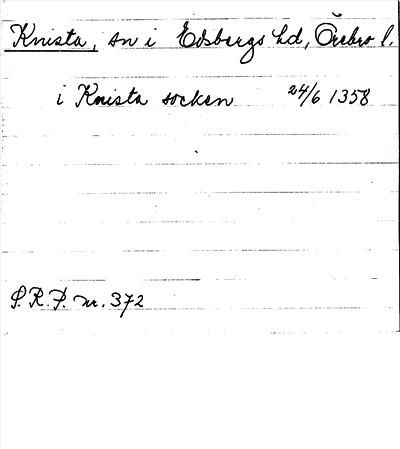 Knista, sn i Edsbergs hd, Örebro l.
i Knista socken 24/6 1358
S.R.P. nr. 372